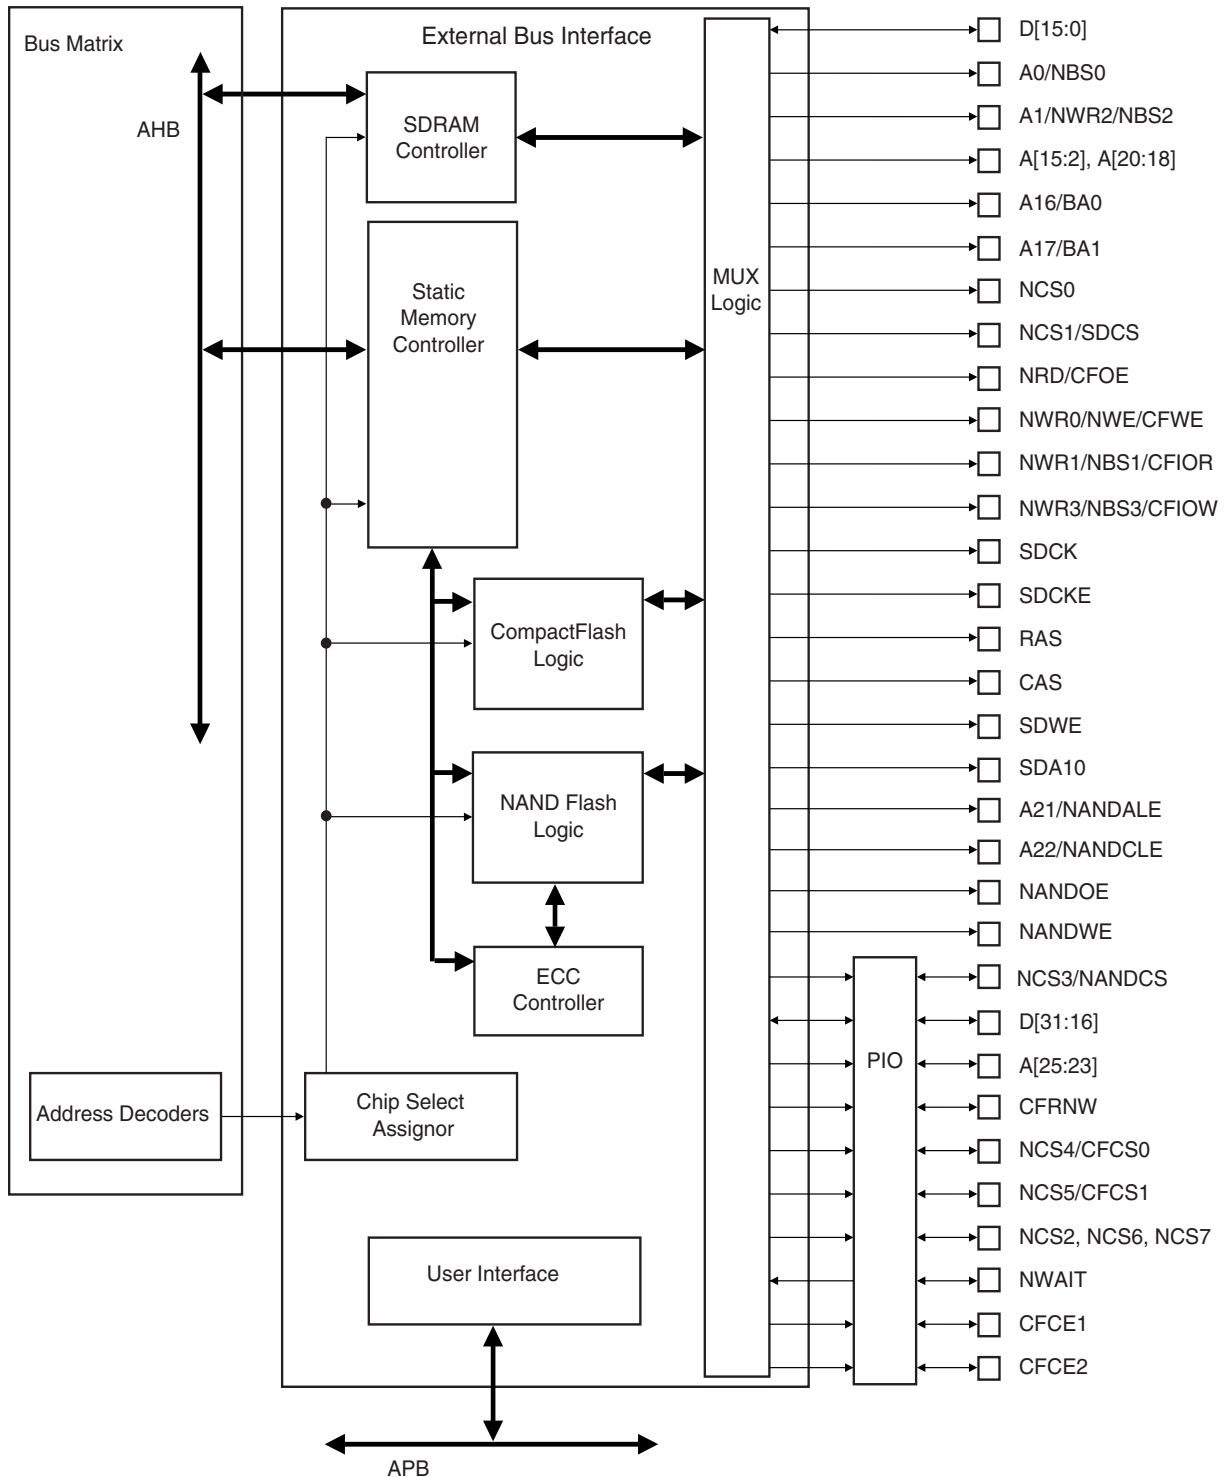 Bus Matrix
AHB
Address Decoders
External Bus Interface
SDRAM
Controller
Static
Memory
Controller
CompactFlash
Logic
NAND Flash
Logic
ECC
Controller
Chip Select
Assignor
User Interface
APB
MUX
Logic
PIO
D[15:0]
A0/NBS0
A1/NWR2/NBS2
A[15:2], A[20:18]
A16/BA0
A17/BA1
NCS0
NCS1/SDCS
NRD/CFOE
NWR0/NWE/CFWE
NWR1/NBS1/CFIOR
NWR3/NBS3/CFIOW
SDCK
SDCKE
RAS
CAS
SDWE
SDA10
A21/NANDALE
A22/NANDCLE
NANDOE
NANDWE
NCS3/NANDCS
D[31:16]
A[25:23]
CFRNW
NCS4/CFCS0
NCS5/CFCS1
NCS2, NCS6, NCS7
NWAIT
CFCE1
CFCE2